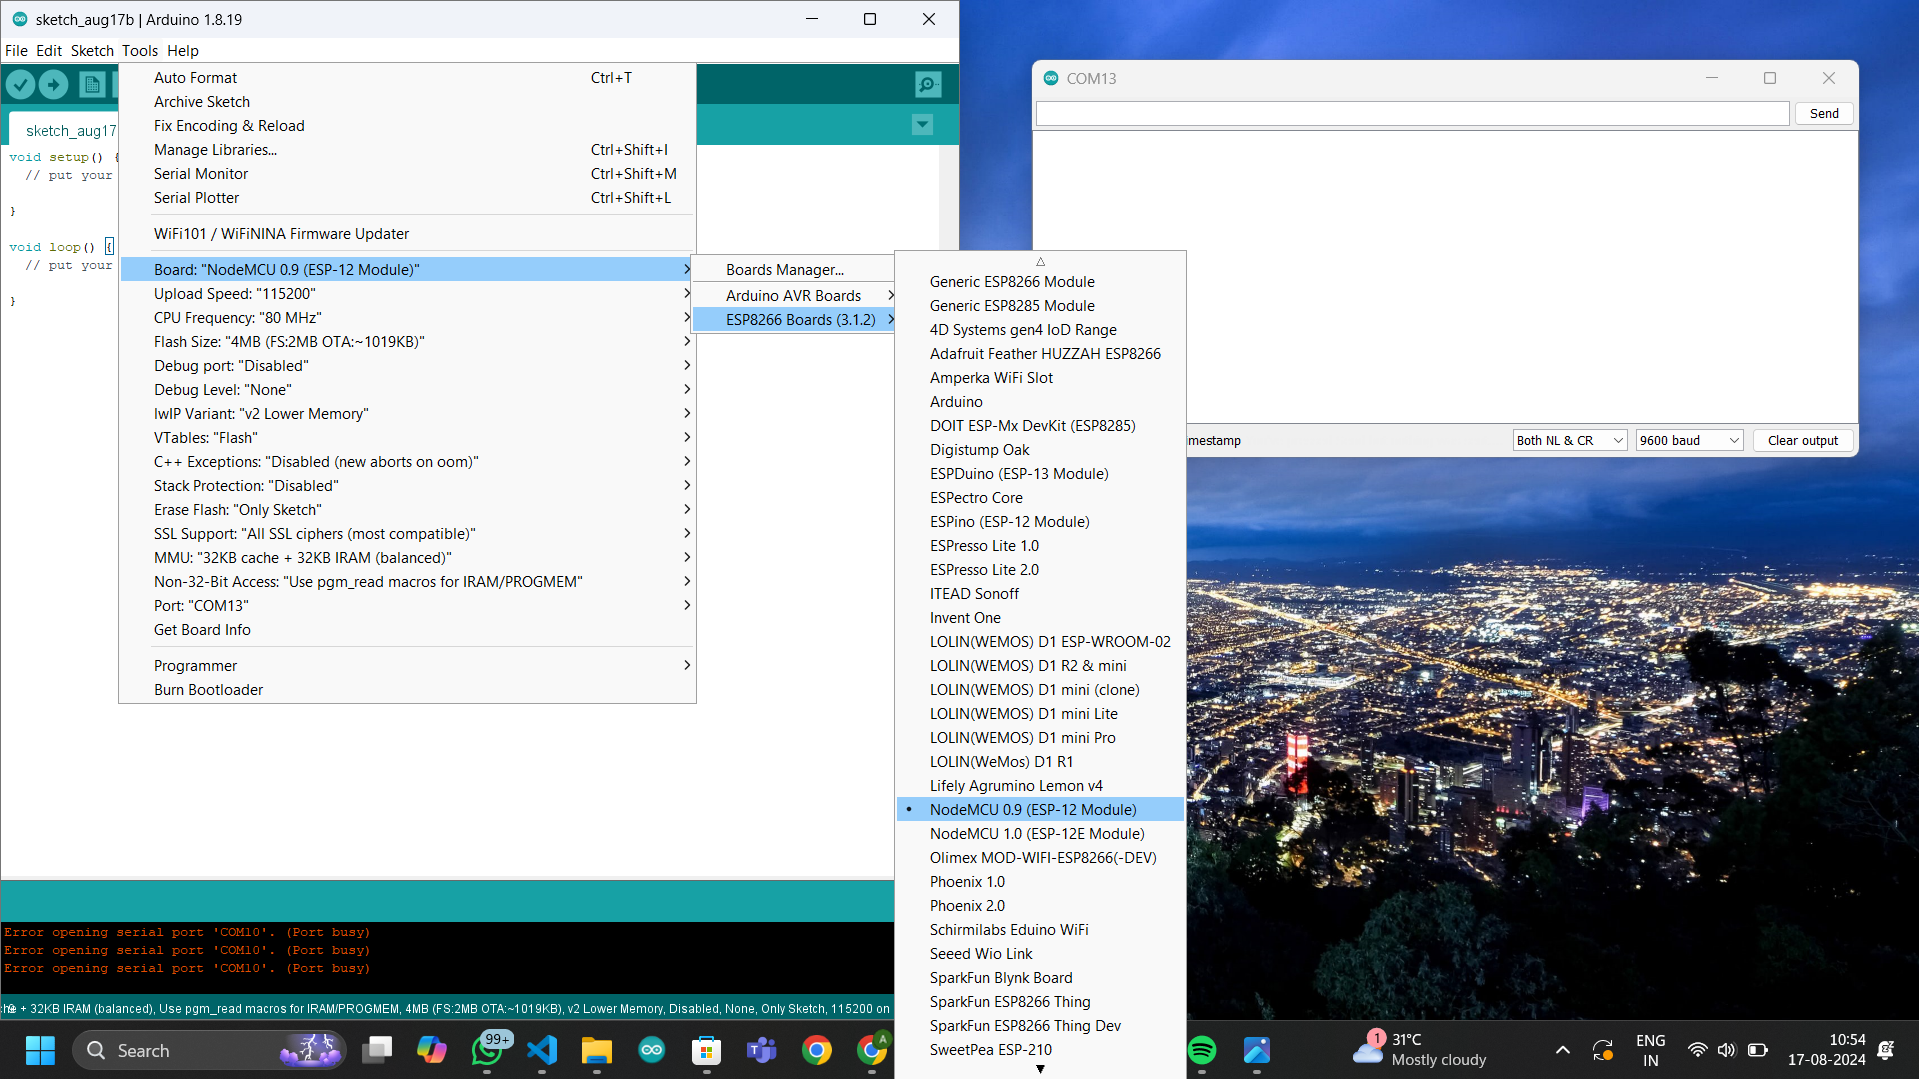 sketch_aug17b | Arduino 1.8.19
File Edit Sketch Tools Help
sketch_aug17
void setup() {
// put your
}
void loop() {
// put your
}
Auto Format Ctrl+T
Archive Sketch
Fix Encoding & Reload
Manage Libraries... Ctrl+Shift+I
Serial Monitor Ctrl+Shift+M
Serial Plotter Ctrl+Shift+L
WiFi101 / WiFiNINA Firmware Updater
Board: "NodeMCU 0.9 (ESP-12 Module)"
Upload Speed: "115200"
CPU Frequency: "80 MHz"
Flash Size: "4MB (FS:2MB OTA:~1019KB)"
Debug port: "Disabled"
Debug Level: "None"
lwIP Variant: "v2 Lower Memory"
VTables: "Flash"
C++ Exceptions: "Disabled (new aborts on oom)"
Stack Protection: "Disabled"
Erase Flash: "Only Sketch"
SSL Support: "All SSL ciphers (most compatible)"
MMU: "32KB cache + 32KB IRAM (balanced)"
Non-32-Bit Access: "Use pgm_read macros for IRAM/PROGMEM"
Port: "COM13"
Get Board Info
Programmer
Burn Bootloader
Boards Manager...
Arduino AVR Boards
ESP8266 Boards (3.1.2)
Generic ESP8266 Module
Generic ESP8285 Module
4D Systems gen4 IoD Range
Adafruit Feather HUZZAH ESP8266
Amperka WiFi Slot
Arduino
DOIT ESP-Mx DevKit (ESP8285)
Digistump Oak
ESPDuino (ESP-13 Module)
ESPectro Core
ESPino (ESP-12 Module)
ESPresso Lite 1.0
ESPresso Lite 2.0
ITEAD Sonoff
Invent One
LOLIN(WEMOS) D1 ESP-WROOM-02
LOLIN(WEMOS) D1 R2 & mini
LOLIN(WEMOS) D1 mini (clone)
LOLIN(WEMOS) D1 mini Lite
LOLIN(WEMOS) D1 mini Pro
LOLIN(WeMos) D1 R1
Lifely Agrumino Lemon v4
• NodeMCU 0.9 (ESP-12 Module)
NodeMCU 1.0 (ESP-12E Module)
Olimex MOD-WIFI-ESP8266(-DEV)
Phoenix 1.0
Phoenix 2.0
Schirmilabs Eduino WiFi
Seeed Wio Link
SparkFun Blynk Board
SparkFun ESP8266 Thing
SparkFun ESP8266 Thing Dev
SweetPea ESP-210
COM13
Send
imestamp
Both NL & CR
9600 baud
Clear output
Error opening serial port 'COM10'. (Port busy)
Error opening serial port 'COM10'. (Port busy)
Error opening serial port 'COM10'. (Port busy)
+ 32KB IRAM (balanced), Use pgm_read macros for IRAM/PROGMEM, 4MB (FS:2MB OTA:~1019KB), v2 Lower Memory, Disabled, None, Only Sketch, 115200 on
Search
99+
A
1
31°C
Mostly cloudy
ENG
IN
10:54
17-08-2024